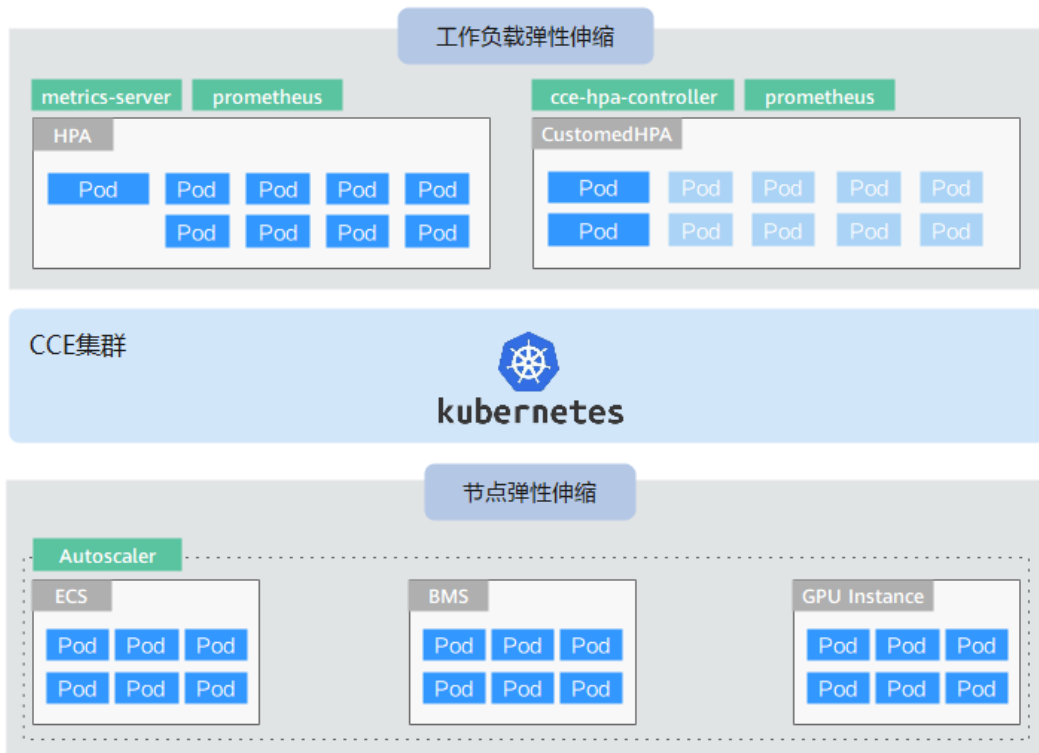 工作负载弹性伸缩
metrics-server prometheus cce-hpa-controller prometheus
HPA CustomedHPA
Pod Pod Pod Pod Pod Pod Pod Pod Pod Pod
Pod Pod Pod Pod Pod Pod Pod Pod Pod
CCE集群
kubernetes
节点弹性伸缩
Autoscaler
ECS BMS GPU Instance
Pod Pod Pod Pod Pod Pod Pod Pod Pod
Pod Pod Pod Pod Pod Pod Pod Pod Pod